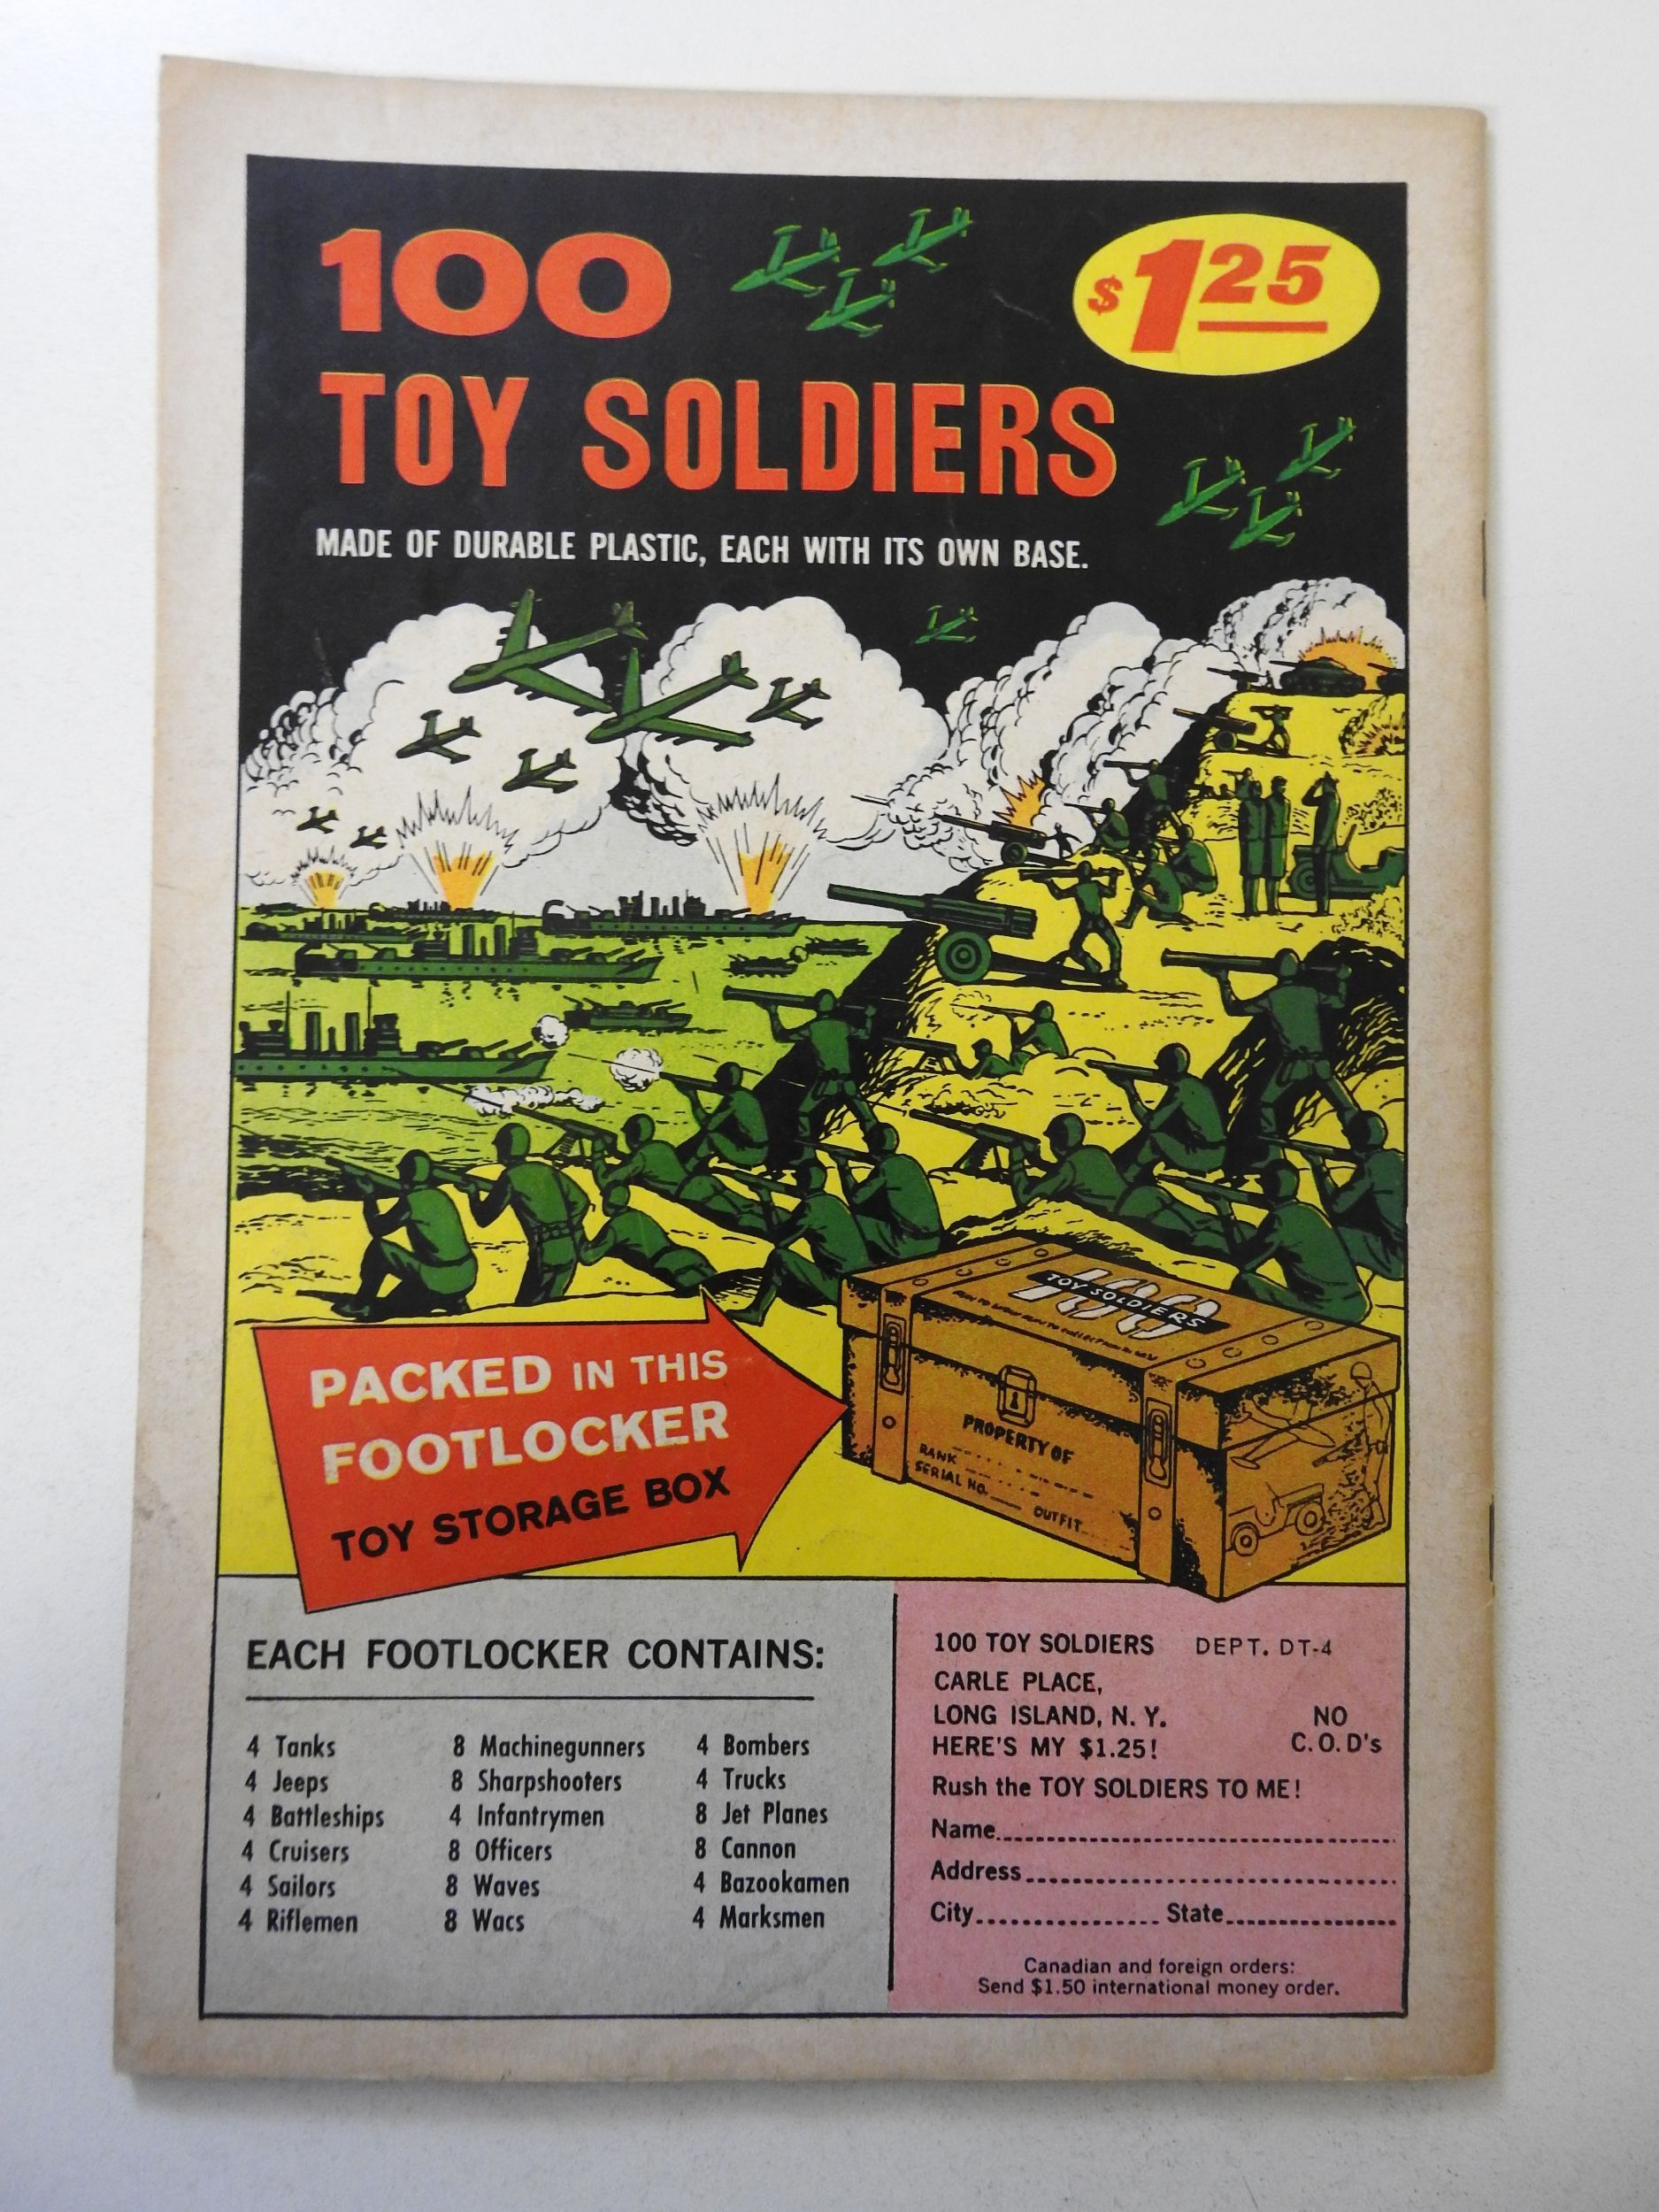 100
$1 25
TOY SOLDIERS
MADE OF DURABLE PLASTIC, EACH WITH ITS OWN BASE.
100
TOY SOLDIERS
PROPERTY OF
RANK
SERIAL NO.
OUTFIT
PACKED IN THIS
FOOTLOCKER
TOY STORAGE BOX
EACH FOOTLOCKER CONTAINS:
4 Tanks
4 Jeeps
4 Battleships
4 Cruisers
4 Sailors
4 Riflemen
8 Machinegunners
8 Sharpshooters
4 Infantrymen
8 Officers
8 Waves
8 Wacs
4 Bombers
4 Trucks
8 Jet Planes
8 Cannon
4 Bazookamen
4 Marksmen
100 TOY SOLDIERS DEPT. DT-4
CARLE PLACE,
LONG ISLAND, N. Y.
HERE'S MY $1.25!
NO
C.O.D's
Rush the TOY SOLDIERS TO ME!
Name
Address
City State
Canadian and foreign orders:
Send $1.50 international money order.